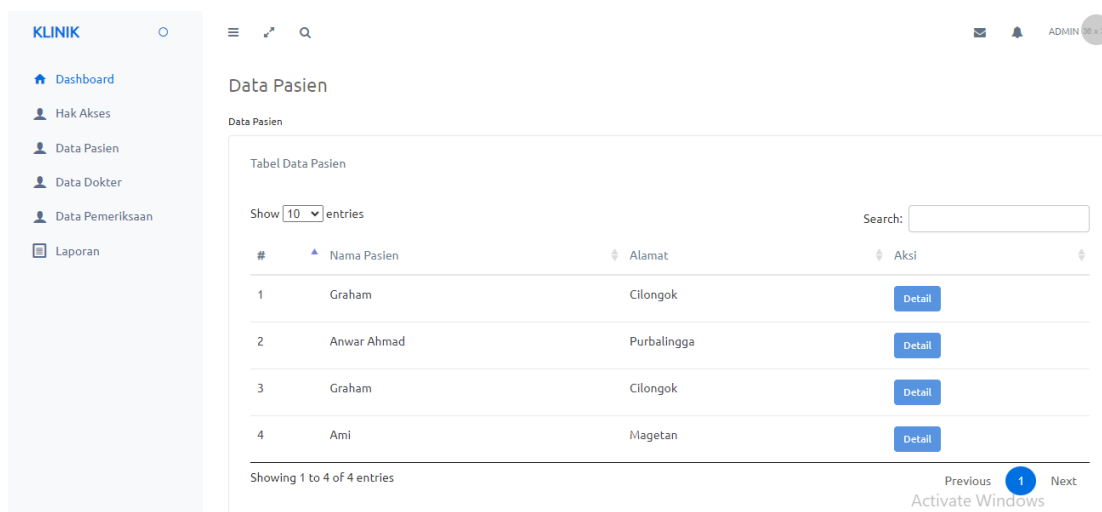 KLINIK
ADMIN
Dashboard
Hak Akses
Data Pasien
Data Dokter
Data Pemeriksaan
Laporan
Data Pasien
Data Pasien
Tabel Data Pasien
Show 10 entries
Search:
# Nama Pasien Alamat Aksi
1 Graham Cilongok Detail
2 Anwar Ahmad Purbalingga Detail
3 Graham Cilongok Detail
4 Ami Magetan Detail
Showing 1 to 4 of 4 entries
Previous 1 Next
Activate Windows